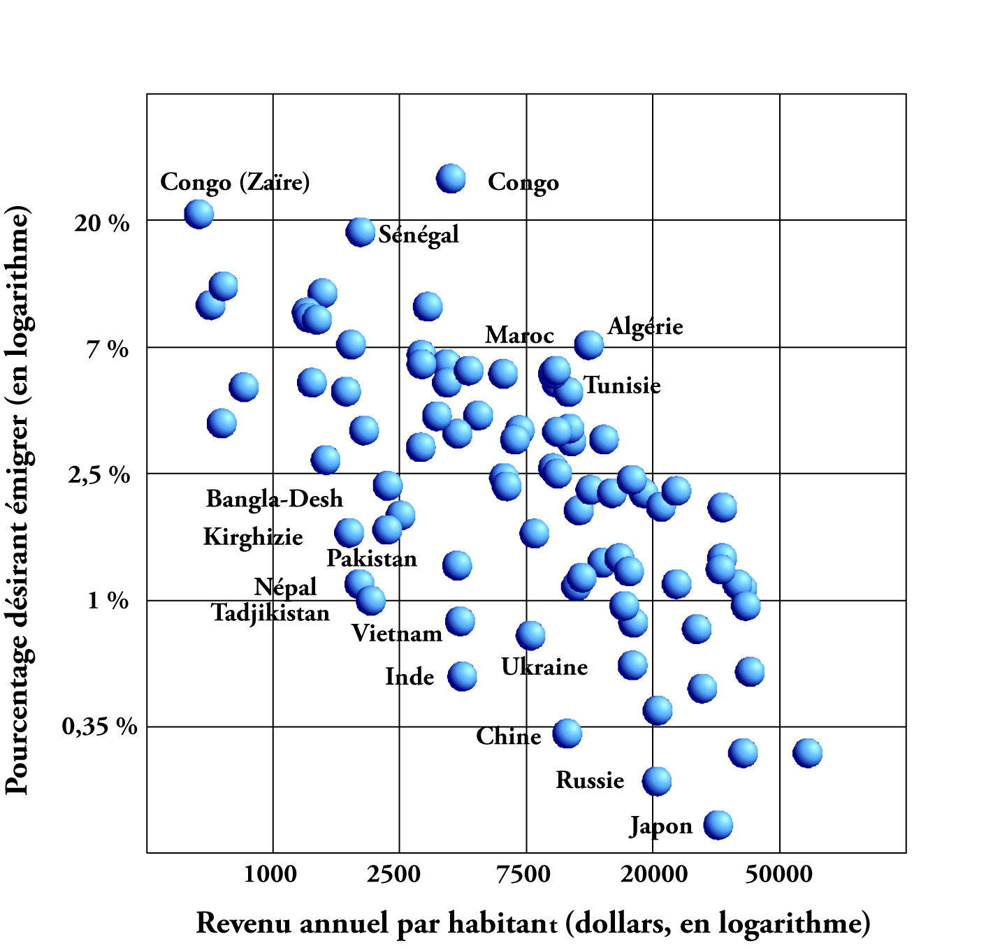 Pourcentage désirant émigrer (en logarithme)
Congo (Zaïre)
Congo
20 %
Sénégal
Algérie
Maroc
7 %
Tunisie
2,5 %
Bangla-Desh
Kirghizie
Pakistan
Népal
1 %
Tadjikistan
Vietnam
Ukraine
Inde
0,35 %
Chine
Russie
Japon
1000 2500 7500 20000 50000
Revenu annuel par habitant (dollars, en logarithme)